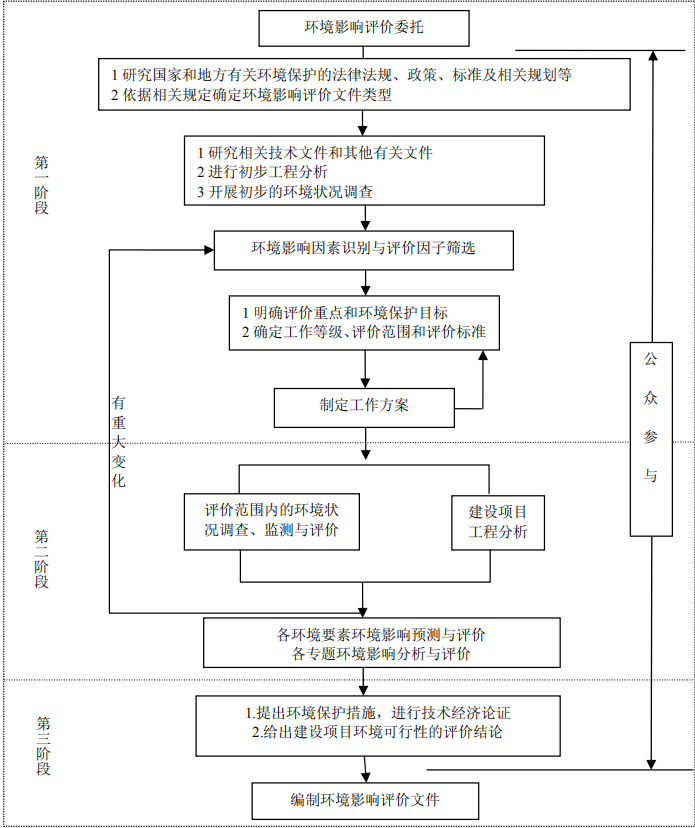 环境影响评价委托
1 研究国家和地方有关环境保护的法律法规、政策、标准及相关规划等
2 依据相关规定确定环境影响评价文件类型
第一阶段
1 研究相关技术文件和其他有关文件
2 进行初步工程分析
3 开展初步的环境状况调查
环境影响因素识别与评价因子筛选
1 明确评价重点和环境保护目标
2 确定工作等级、评价范围和评价标准
公众参与
制定工作方案
有重大变化
第二阶段
评价范围内的环境状
况调查、监测与评价
建设项目
工程分析
各环境要素环境影响预测与评价
各专题环境影响分析与评价
第三阶段
1.提出环境保护措施，进行技术经济论证
2.给出建设项目环境可行性的评价结论
编制环境影响评价文件